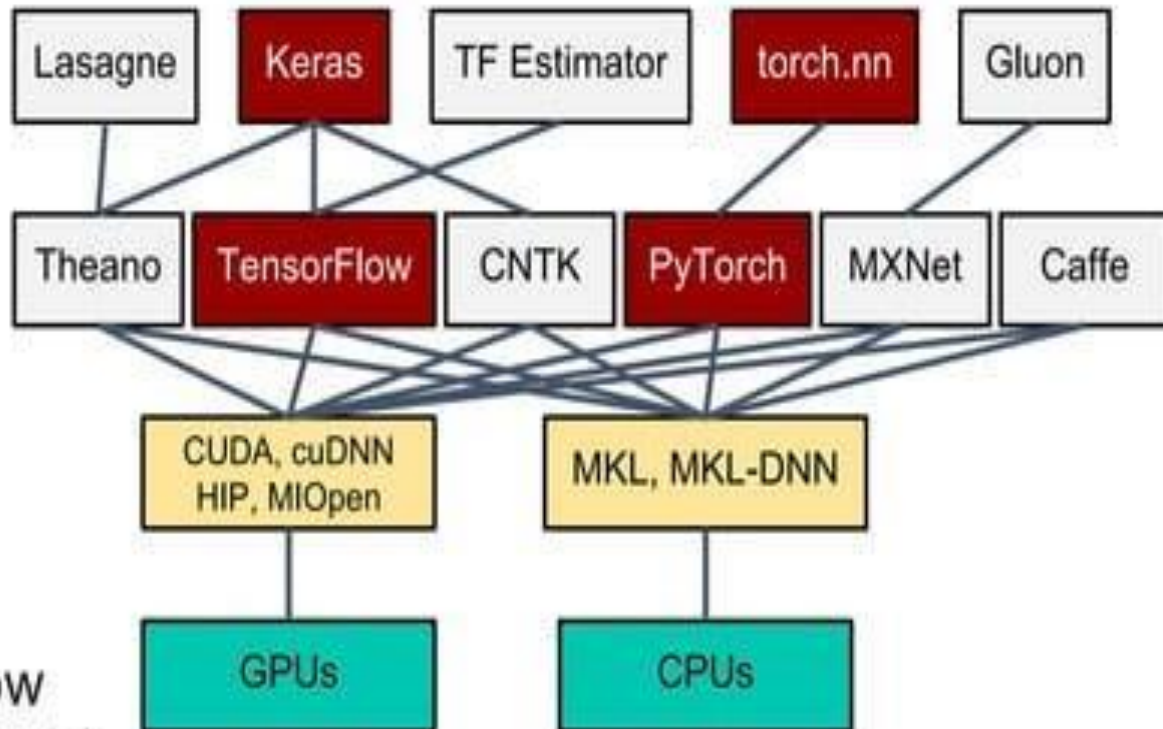 Lasagne
Keras
TF Estimator
torch.nn
Gluon
Theano
TensorFlow
CNTK
PyTorch
MXNet
Caffe
CUDA, cuDNN
HIP, MIOpen
MKL, MKL-DNN
GPUs
CPUs